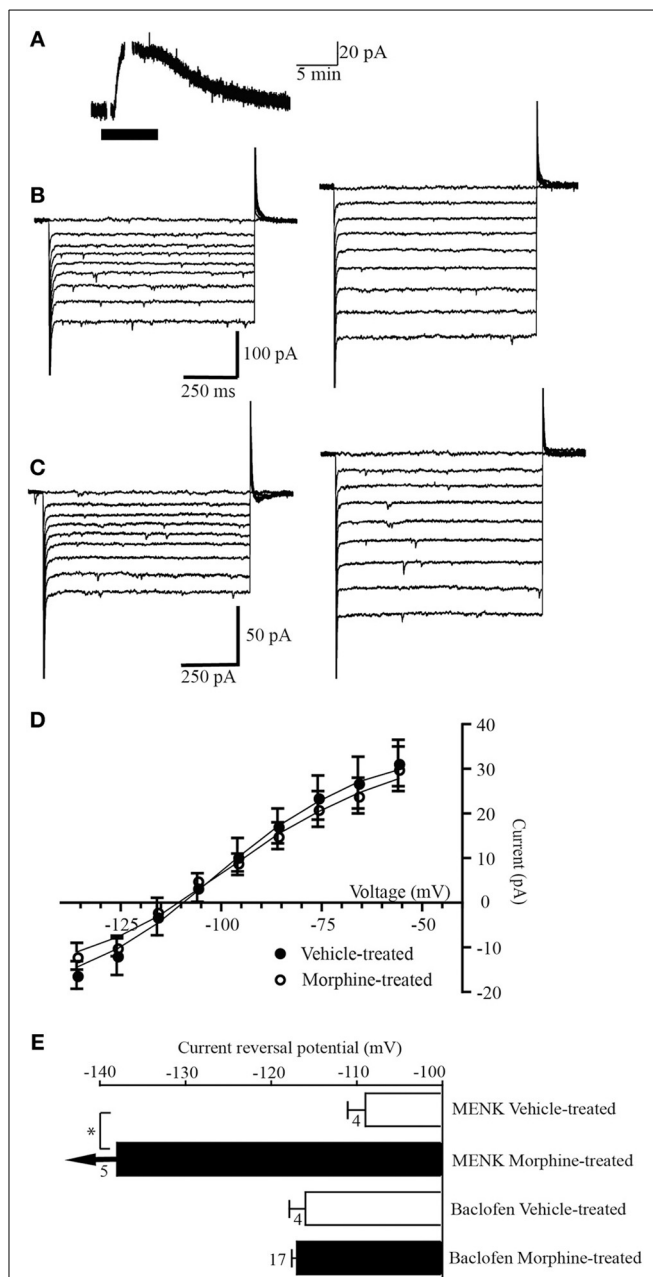 A
20 pA
5 min
B
100 pA
250 ms
C
50 pA
250 pA
D
40
30
20
10
0
-10
-20
Current (pA)
Voltage (mV)
-125
-100
-75
-50
Vehicle-treated
Morphine-treated
E
Current reversal potential (mV)
-140
-130
-120
-110
-100
MENK Vehicle-treated
4
*
MENK Morphine-treated
5
Baclofen Vehicle-treated
4
Baclofen Morphine-treated
17